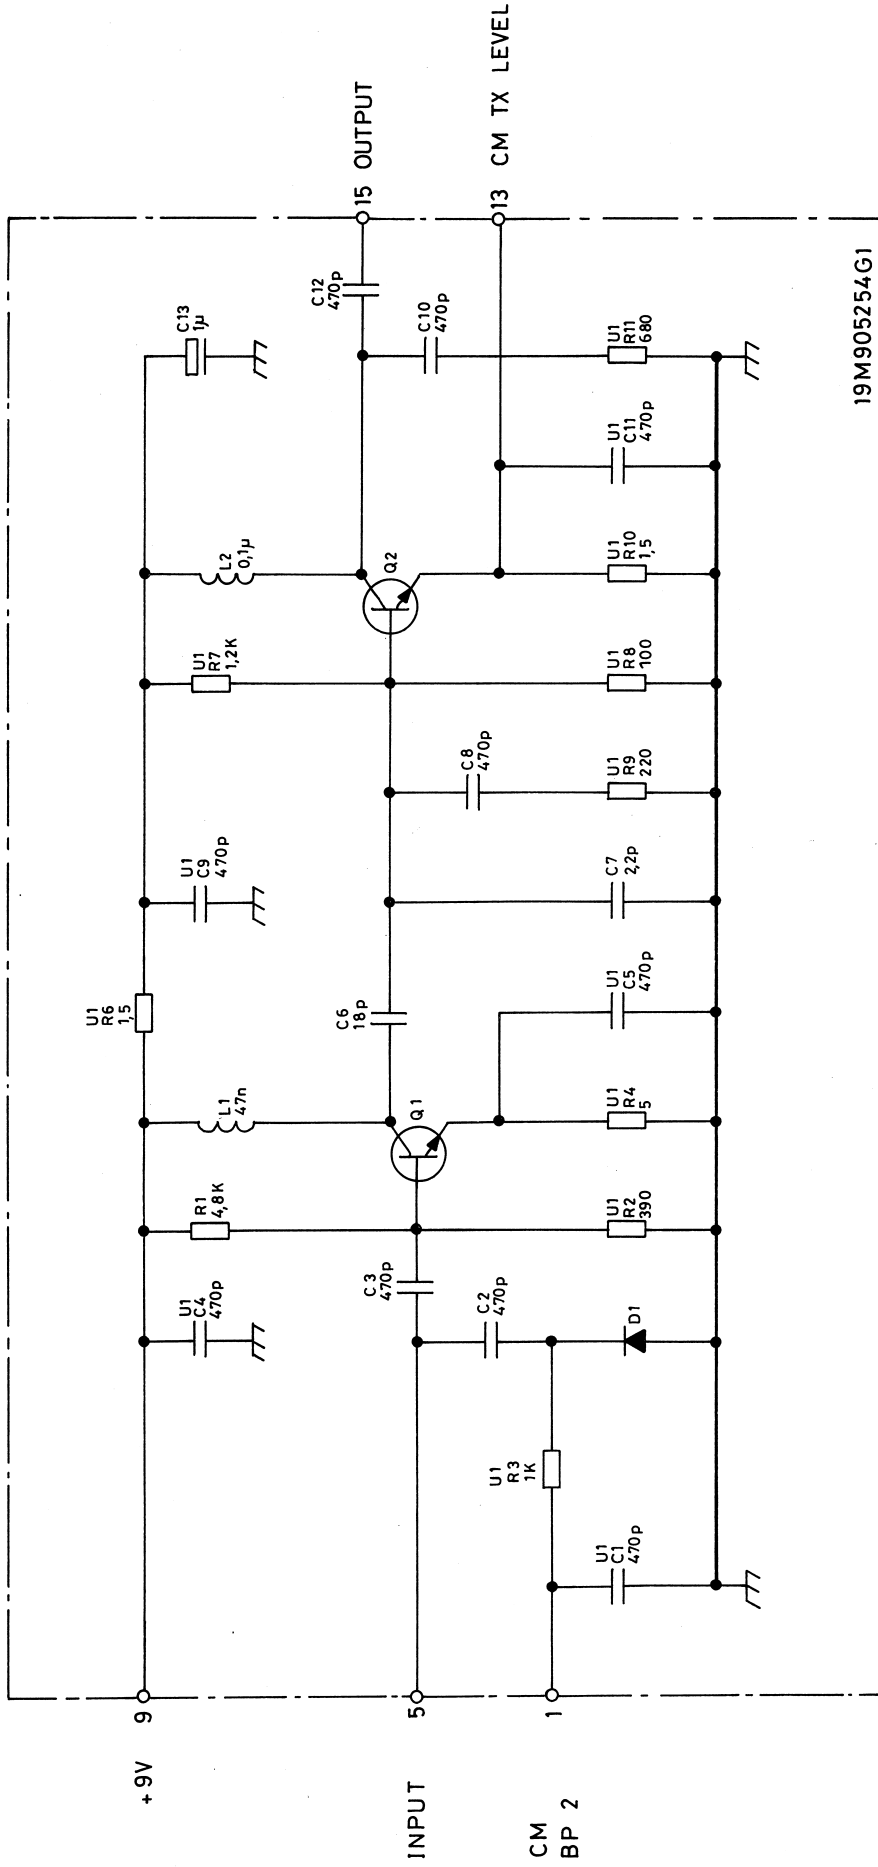 +9V 9
INPUT 5
CM
BP 2
1
U1
C4
470p
R1
4,8K
L1
47n
U1
R6
1,5
U1
C9
470p
U1
R7
1,2K
L2
0,1µ
C13
1µ
C3
470p
Q1
C6
18p
Q2
C12
470p
15 OUTPUT
C2
470p
C8
470p
C10
470p
13 CM TX LEVEL
U1
R3
1K
U1
C1
470p
D1
U1
R2
390
U1
R4
5
U1
C5
470p
C7
2,2p
U1
R9
220
U1
R8
100
U1
R10
1,5
U1
C11
470p
U1
R11
680
19M905254G1